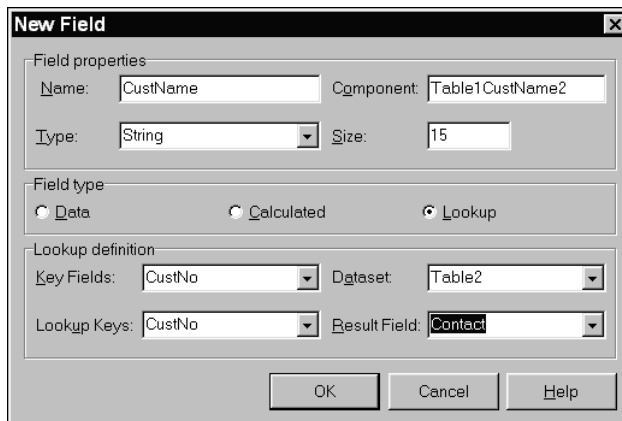 New Field
Field properties
Name: CustName Component: Table1CustName2
Type: String Size: 15
Field type
Data Calculated Lookup
Lookup definition
Key Fields: CustNo Dataset: Table2
Lookup Keys: CustNo Result Field: Contact
OK Cancel Help